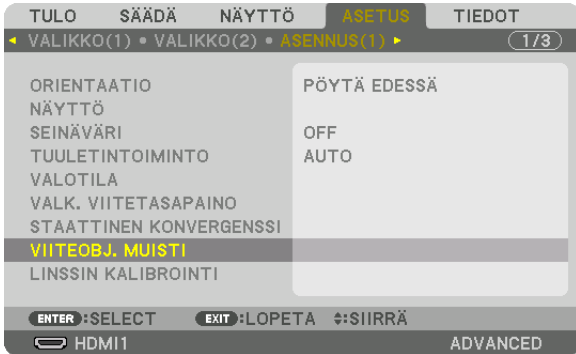 TULO SÄÄDÄ NÄYTTÖ ASETUS TIEDOT
VALIKKO(1) • VALIKKO(2) • ASENNUS(1) 1/3
ORIENTAATIO PÖYTÄ EDESSÄ
NÄYTTÖ
SEINÄVÄRI OFF
TUULETINTOIMINTO AUTO
VALOTILA
VALK. VIITETASAPAINO
STAATTINEN KONVERGENSSI
VIITEOBJ. MUISTI
LINSSIN KALIBROINTI
ENTER :SELECT EXIT :LOPETA :SIIRRÄ
HDMI1 ADVANCED